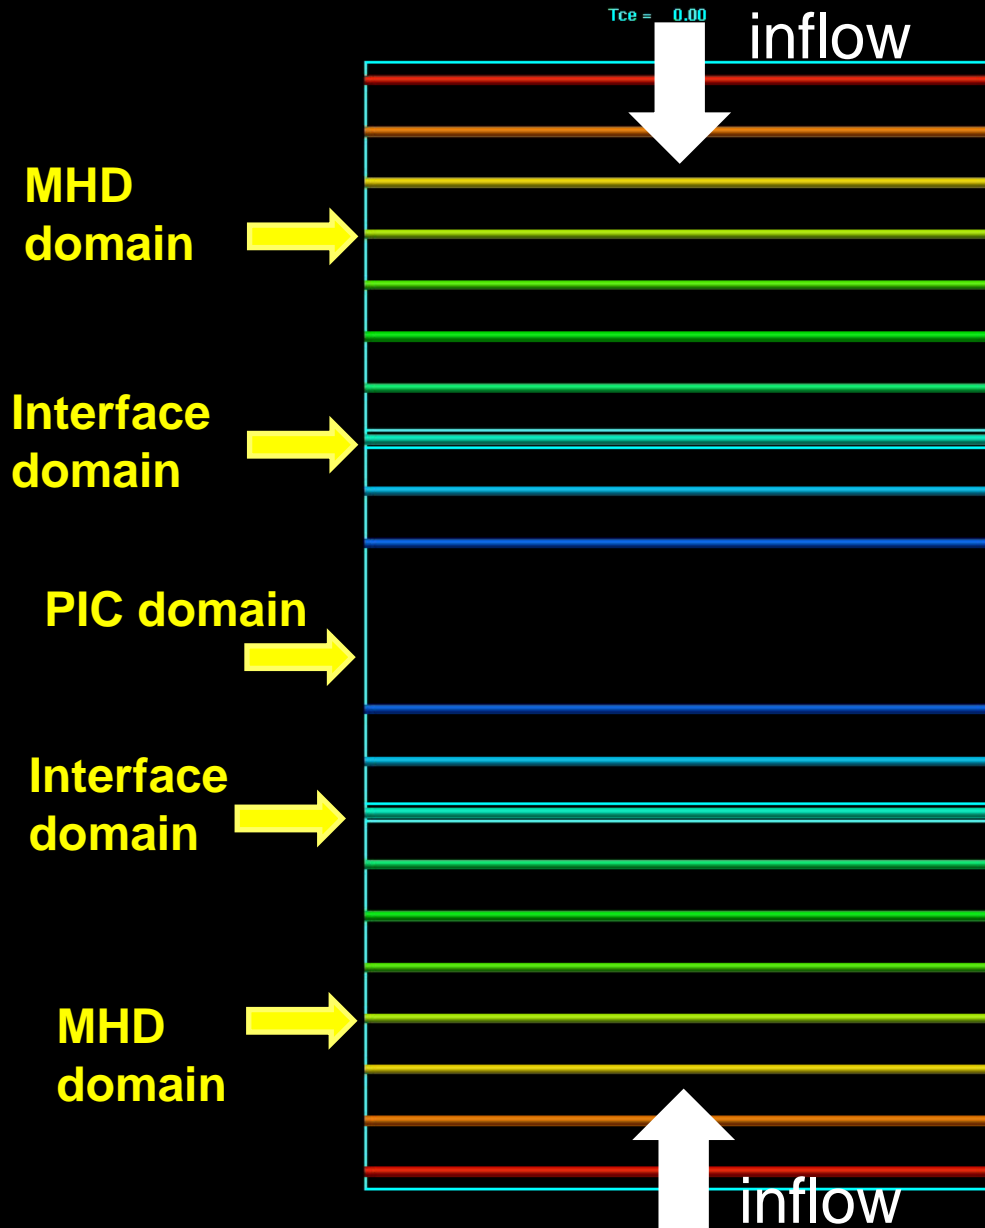 Tce = 0.00
inflow
MHD
domain
Interface
domain
PIC domain
Interface
domain
MHD
domain
inflow